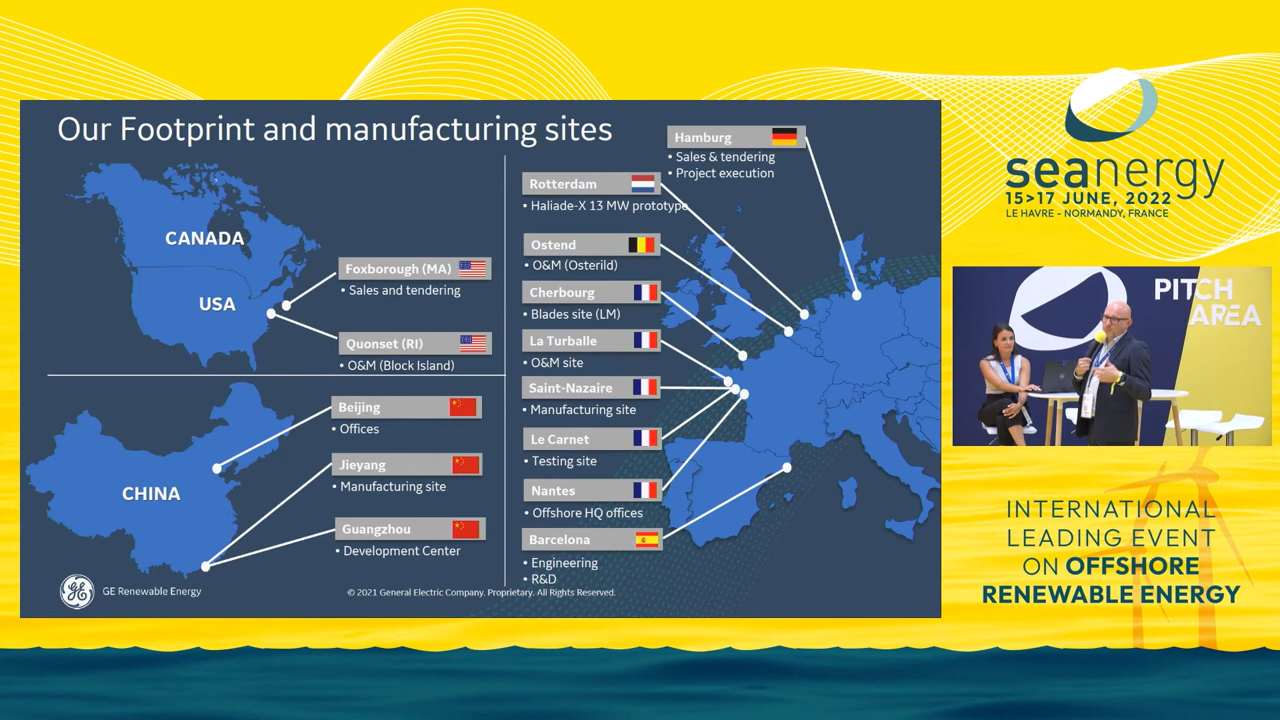 Our Footprint and manufacturing sites
CANADA
USA
Foxborough (MA)
• Sales and tendering
Quonset (RI)
• O&M (Block Island)
CHINA
Beijing
• Offices
Jieyang
• Manufacturing site
Guangzhou
• Development Center
Hamburg
• Sales & tendering
• Project execution
Rotterdam
• Haliade-X 13 MW prototype
Ostend
• O&M (Osterild)
Cherbourg
• Blades site (LM)
La Turballe
• O&M site
Saint-Nazaire
• Manufacturing site
Le Carnet
• Testing site
Nantes
• Offshore HQ offices
Barcelona
• Engineering
• R&D
GE Renewable Energy
© 2021 General Electric Company. Proprietary. All Rights Reserved.
seanergy
15>17 JUNE, 2022
LE HAVRE - NORMANDY, FRANCE
PITCH
AREA
INTERNATIONAL
LEADING EVENT
ON OFFSHORE
RENEWABLE ENERGY